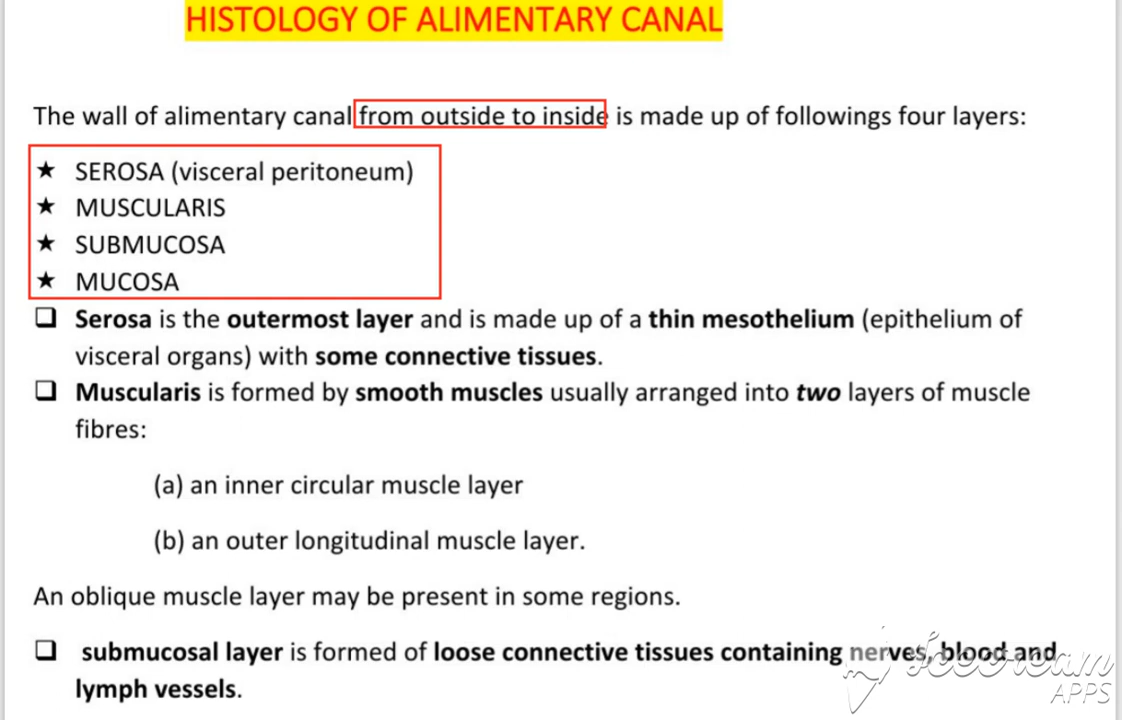 HISTOLOGY OF ALIMENTARY CANAL
The wall of alimentary canal from outside to inside is made up of followings four layers:
★ SEROSA (visceral peritoneum)
★ MUSCULARIS
★ SUBMUCOSA
★ MUCOSA
❑ Serosa is the outermost layer and is made up of a thin mesothelium (epithelium of
visceral organs) with some connective tissues.
❑ Muscularis is formed by smooth muscles usually arranged into two layers of muscle
fibres:
(a) an inner circular muscle layer
(b) an outer longitudinal muscle layer.
An oblique muscle layer may be present in some regions.
❑ submucosal layer is formed of loose connective tissues containing nerves, blood and
lymph vessels.
Icecream
APPS